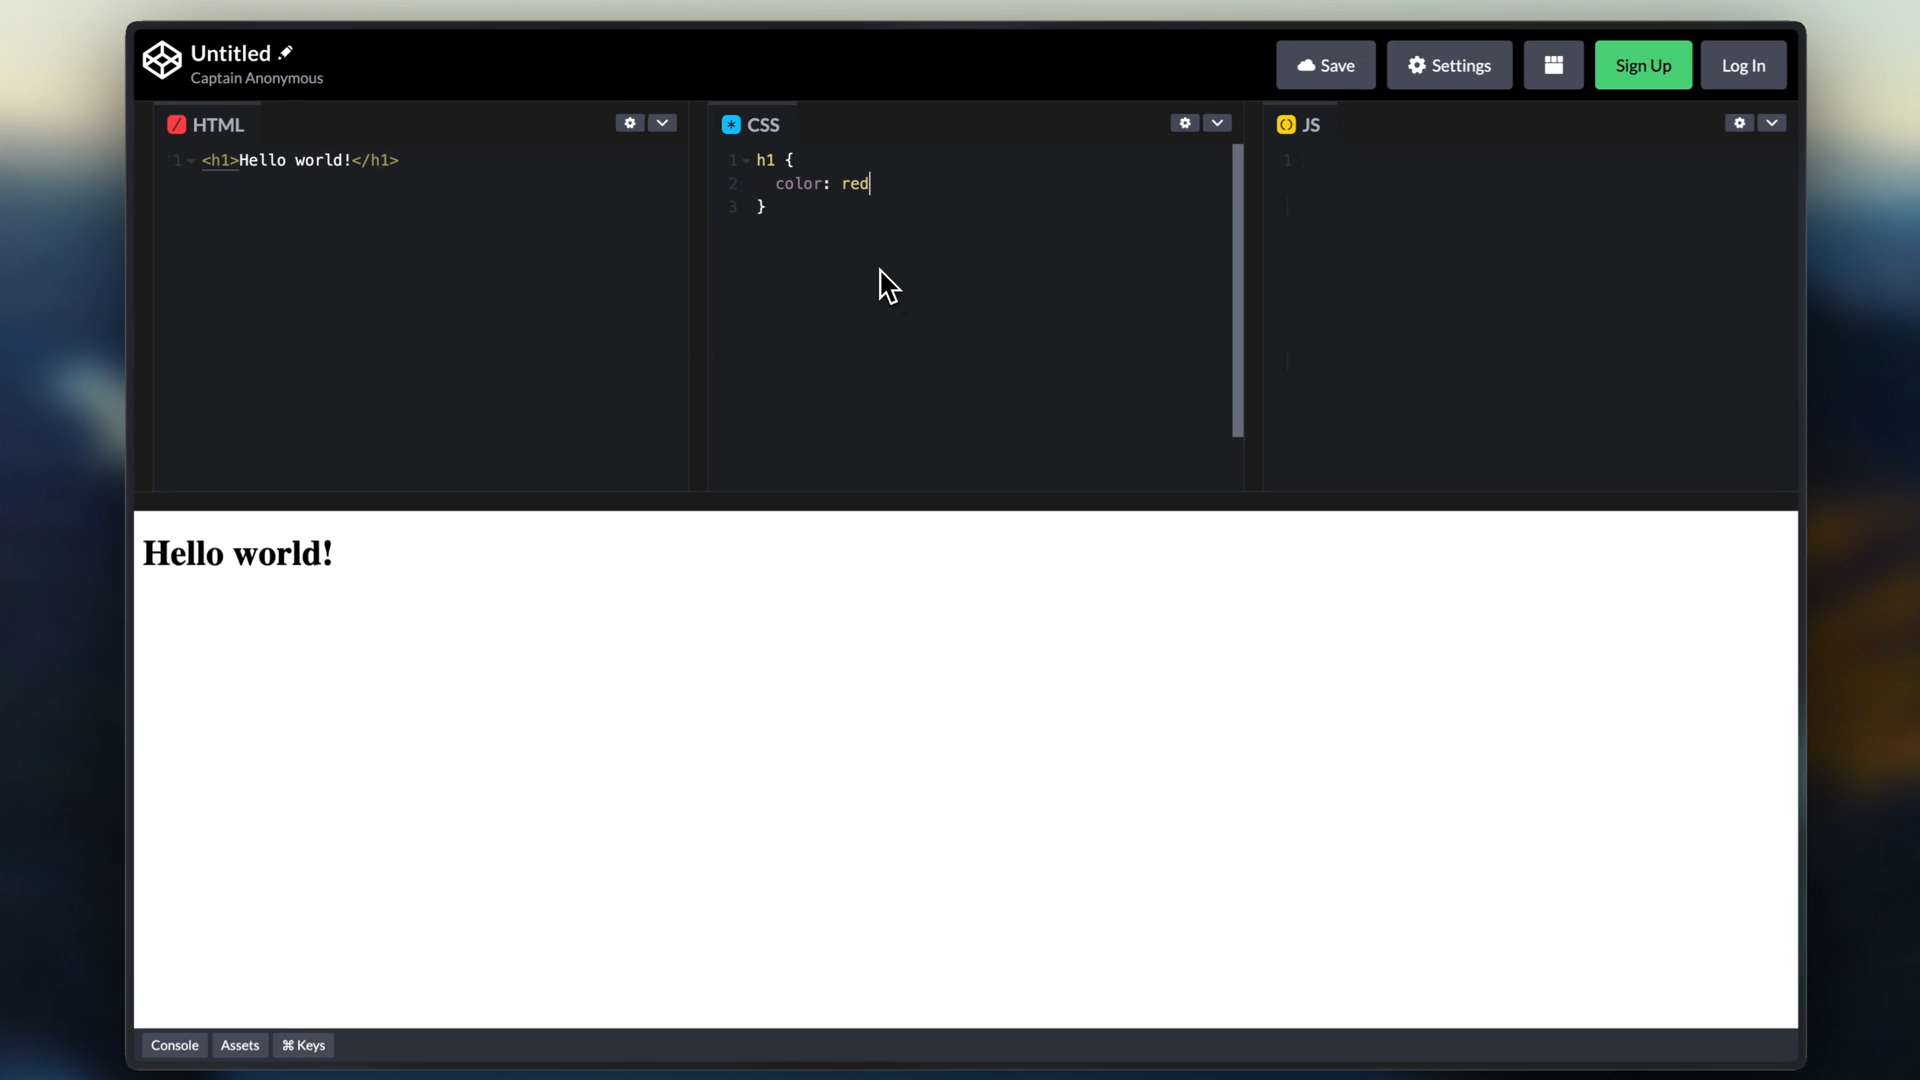 Untitled
Captain Anonymous
Save
Settings
Sign Up
Log In
HTML
1 <h1>Hello world!</h1>
CSS
1 h1 {
2 color: red
3 }
JS
1
Hello world!
Console
Assets
⌘ Keys